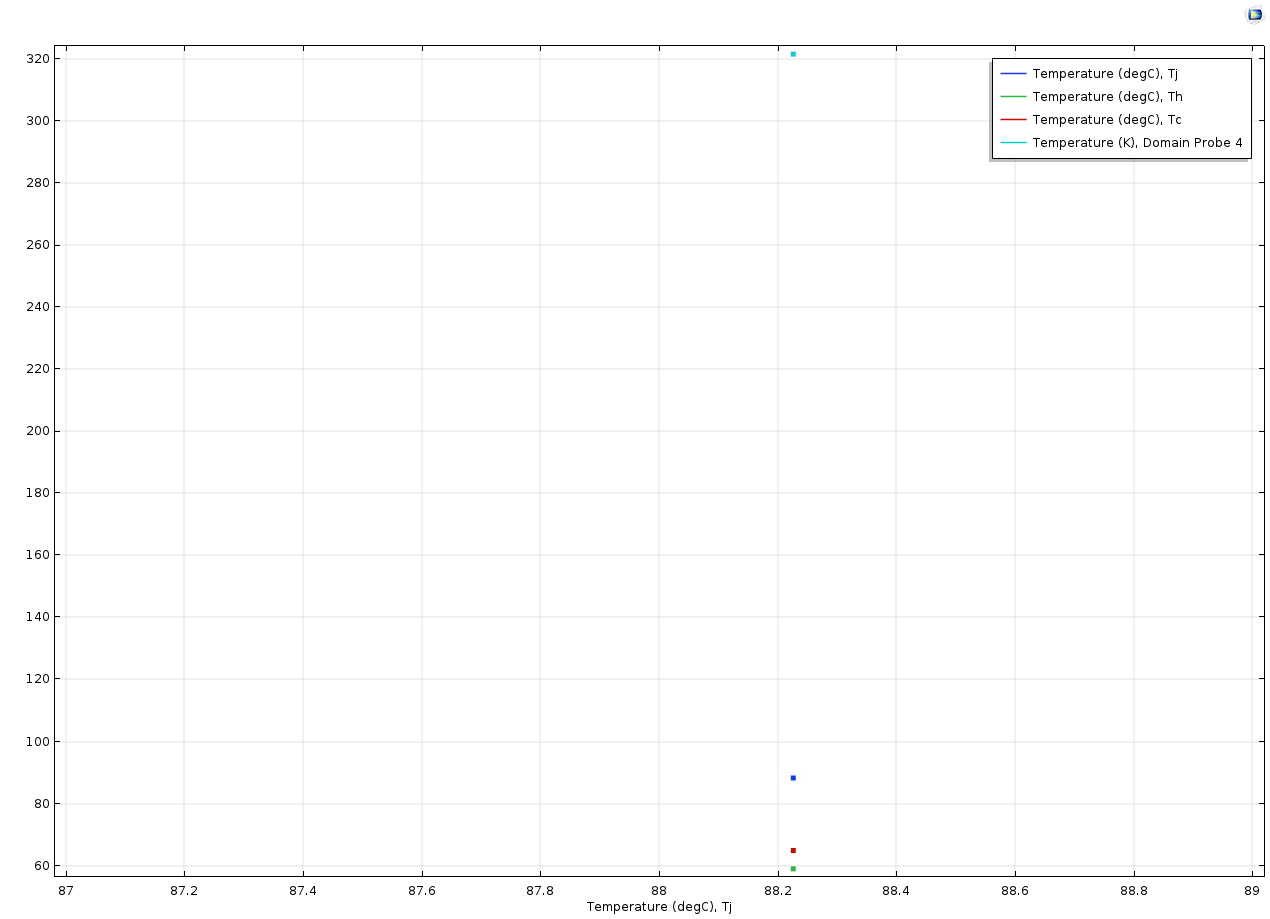 320
300
280
260
240
220
200
180
160
140
120
100
80
60
Temperature (degC), Tj
Temperature (degC), Th
Temperature (degC), Tc
Temperature (K), Domain Probe 4
87 87.2 87.4 87.6 87.8 88 88.2 88.4 88.6 88.8 89
Temperature (degC), Tj